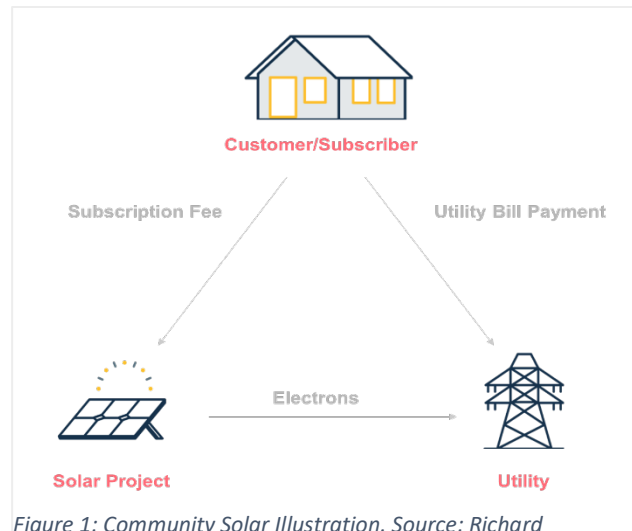 Customer/Subscriber
Subscription Fee
Utility Bill Payment
Electrons
Solar Project
Utility
Figure 1: Community Solar Illustration. Source: Richard